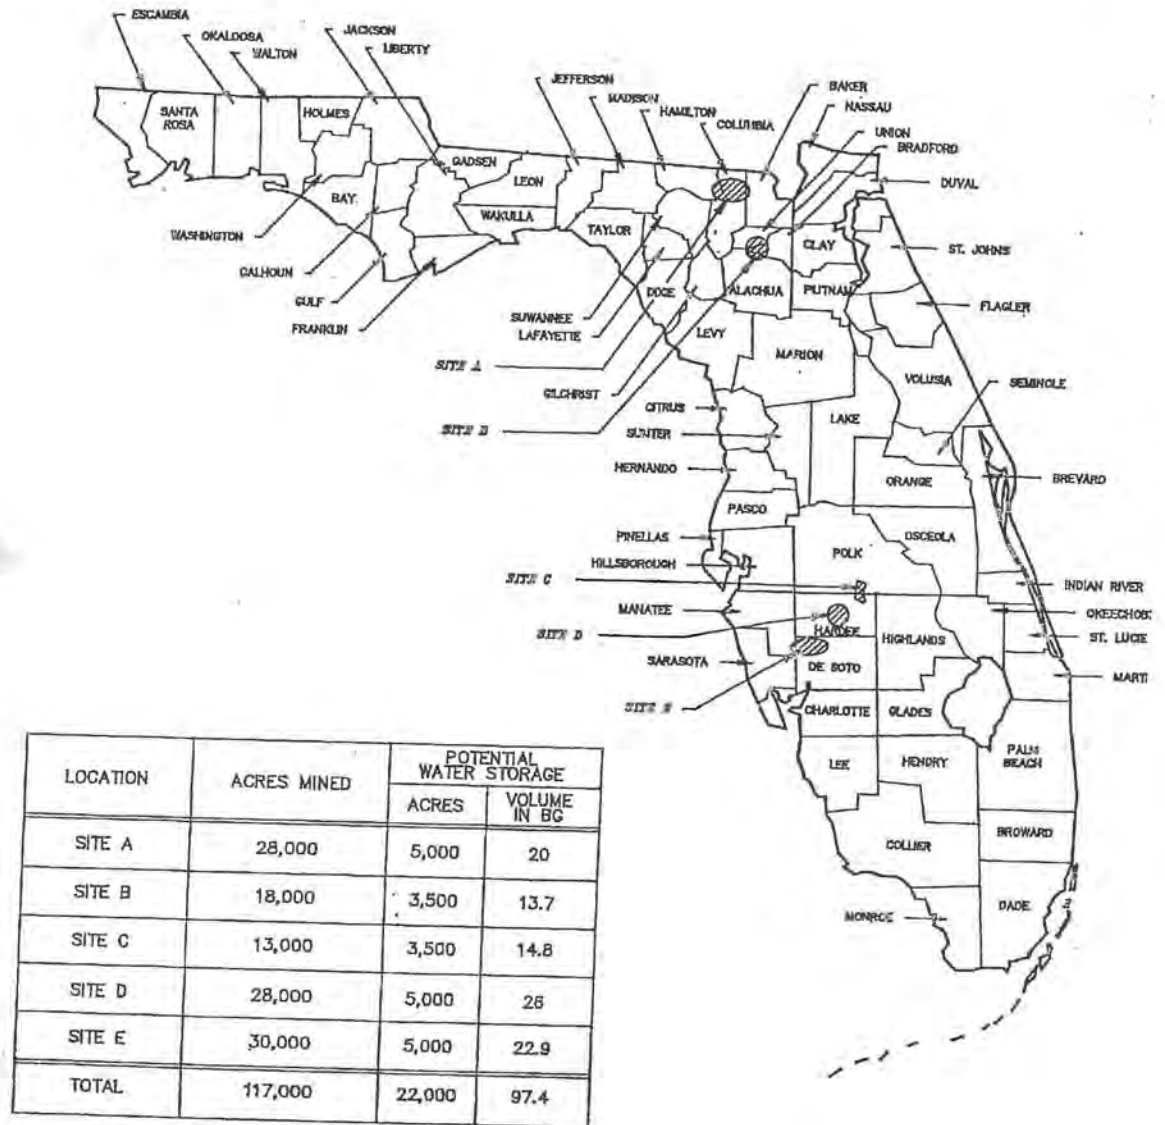 ESCAMBIA
OKALOOSA
WALTON
JACKSON
LIBERTY
SANTA
ROSA
HOLMES
GADSEN
LEON
BAY
WAKULLA
WASHINGTON
CALHOUN
GULF
FRANKLIN
JEFFERSON
MADISON
HAMILTON
COLUMBIA
BAKER
NASSAU
UNION
BRADFORD
DUVAL
TAYLOR
CLAY
ST. JOHNS
DIXIE
ALACHUA
PUTNAM
SUWANNEE
LAFAYETTE
FLAGLER
LEVY
MARION
SITE A
GILCHRIST
VOLUSIA
SEMINOLE
CITRUS
LAKE
SITE B
SUMTER
HERNANDO
ORANGE
BREVARD
PASCO
PINELLAS
POLK
OSCEOLA
HILLSBOROUGH
SITE C
INDIAN RIVER
MANATEE
OKEECHOB
SITE D
HARDEE
HIGHLANDS
ST. LUCIE
SARASOTA
DE SOTO
MARTI
SITE E
CHARLOTTE
GLADES
LEE
HENDRY
PALM
BEACH
COLLIER
BROWARD
MONROE
DADE
LOCATION ACRES MINED POTENTIAL
WATER STORAGE
ACRES VOLUME
IN BG
SITE A 28,000 5,000 20
SITE B 18,000 3,500 13.7
SITE C 13,000 3,500 14.8
SITE D 28,000 5,000 26
SITE E 30,000 5,000 22.9
TOTAL 117,000 22,000 97.4